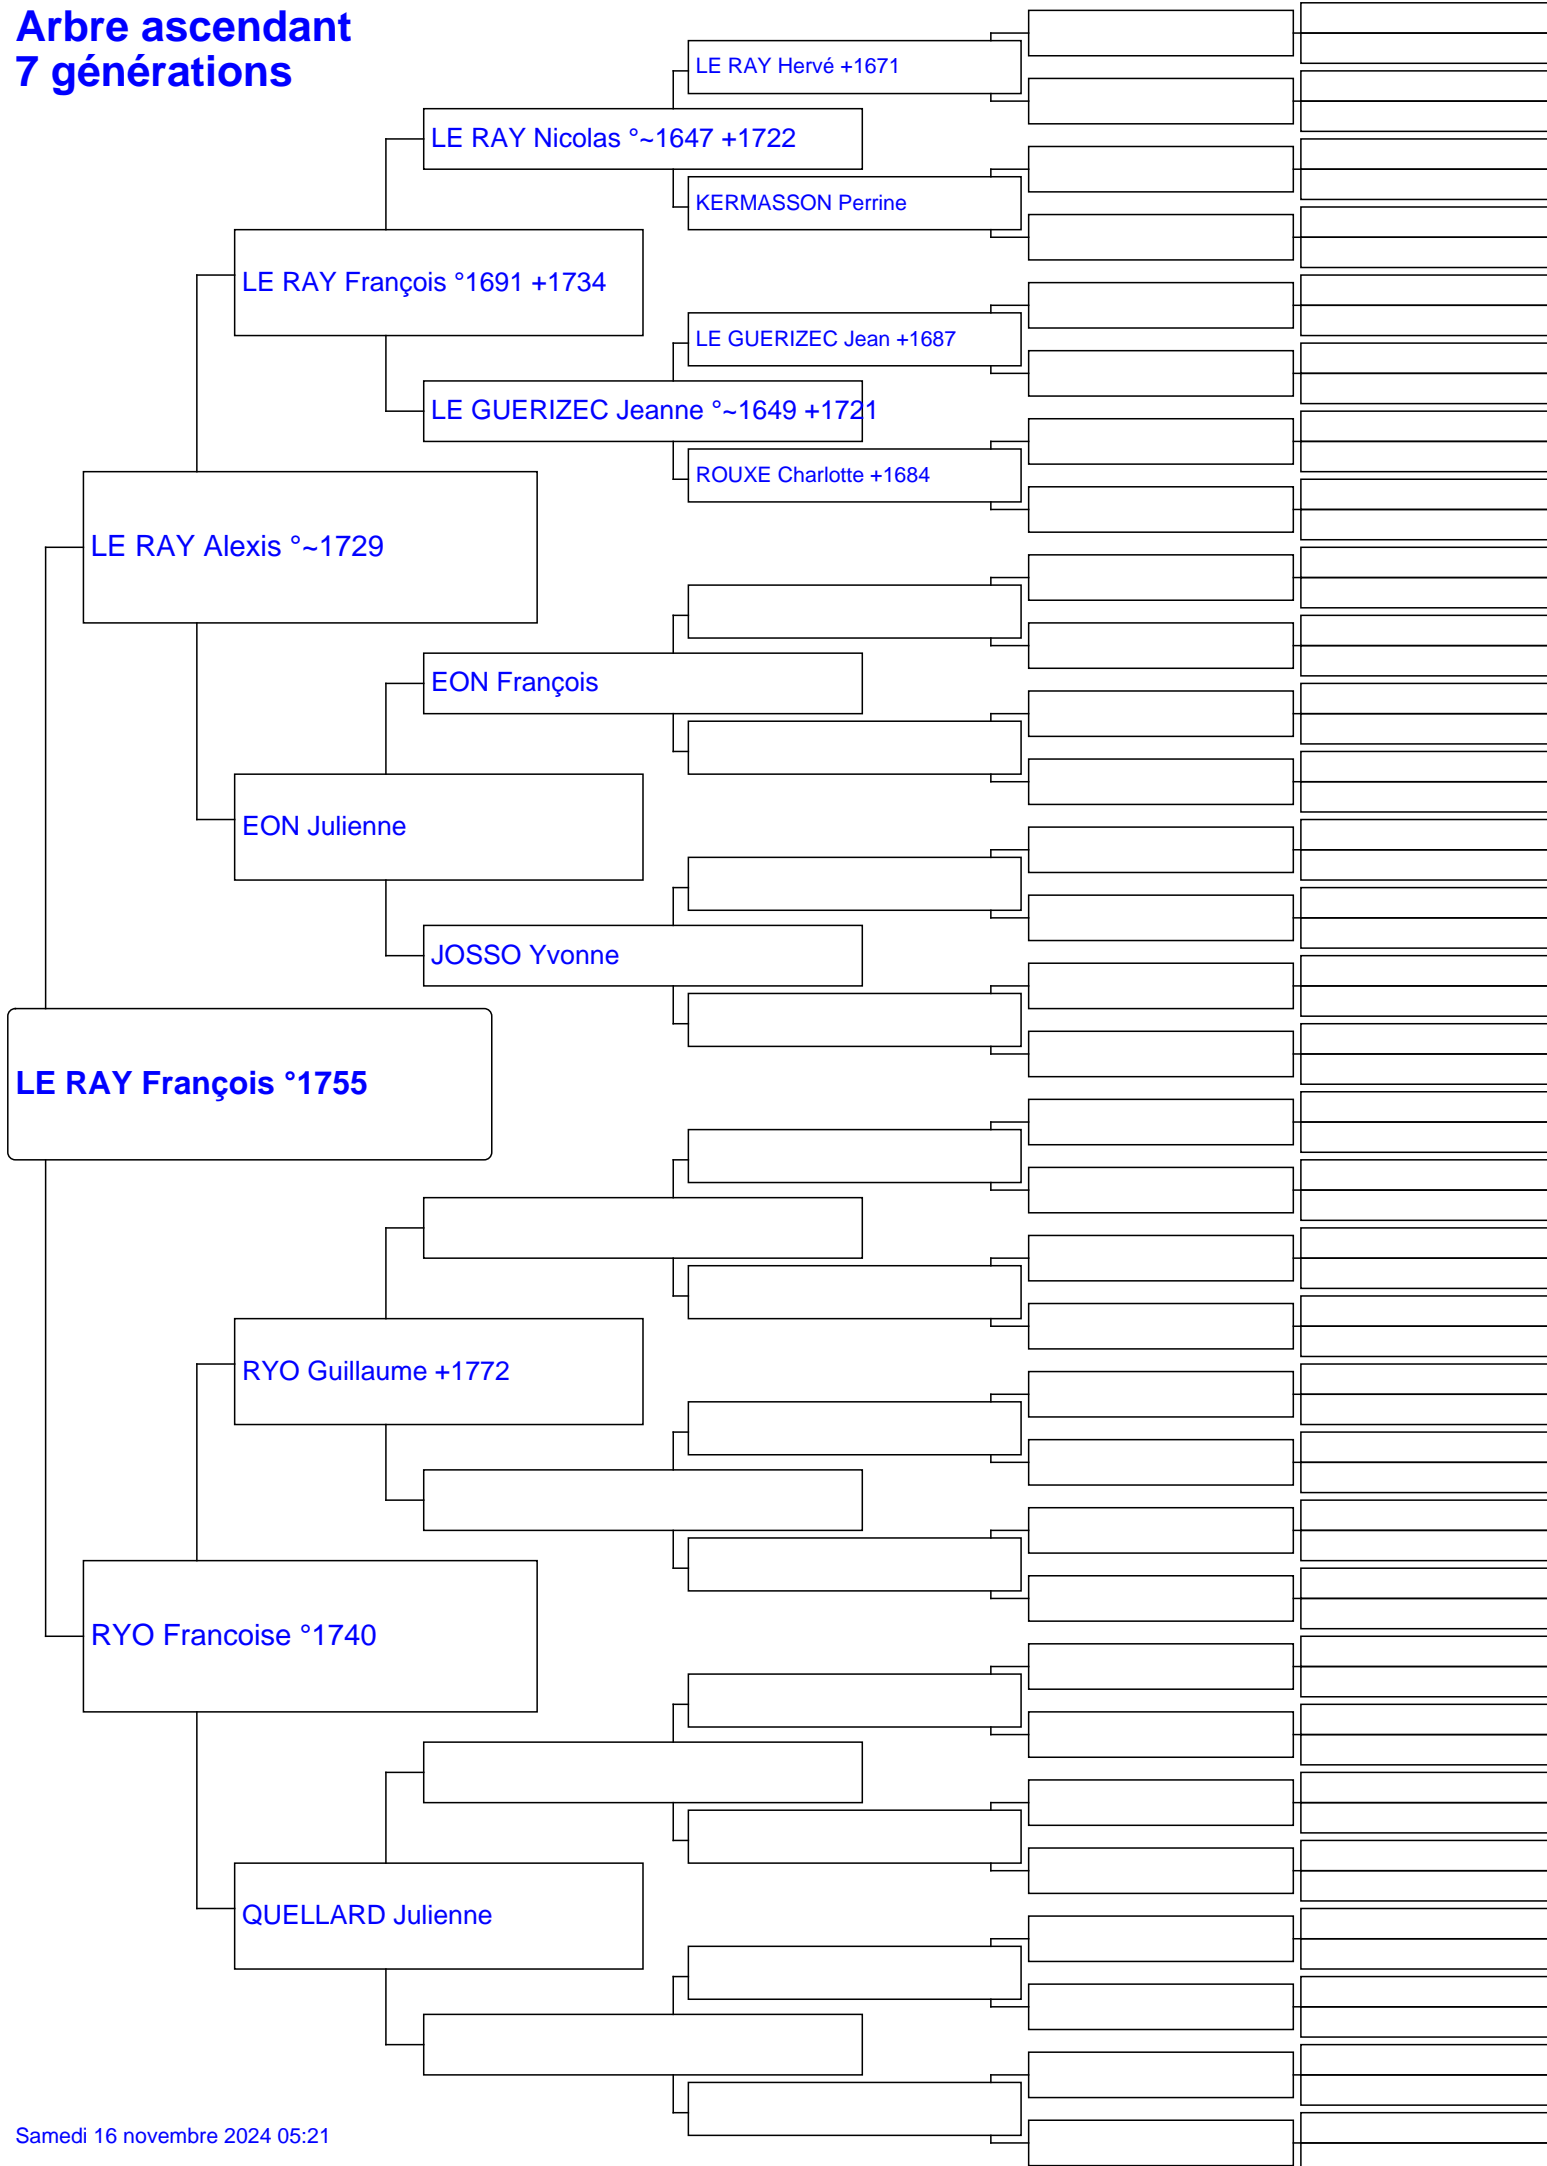 Arbre ascendant
7 générations
LE RAY Hervé +1671
LE RAY Nicolas °~1647 +1722
KERMASSON Perrine
LE RAY François °1691 +1734
LE GUERIZEC Jean +1687
LE GUERIZEC Jeanne °~1649 +1721
ROUXE Charlotte +1684
LE RAY Alexis °~1729
EON François
EON Julienne
JOSSO Yvonne
LE RAY François °1755
RYO Guillaume +1772
RYO Francoise °1740
QUELLARD Julienne
Samedi 16 novembre 2024 05:21